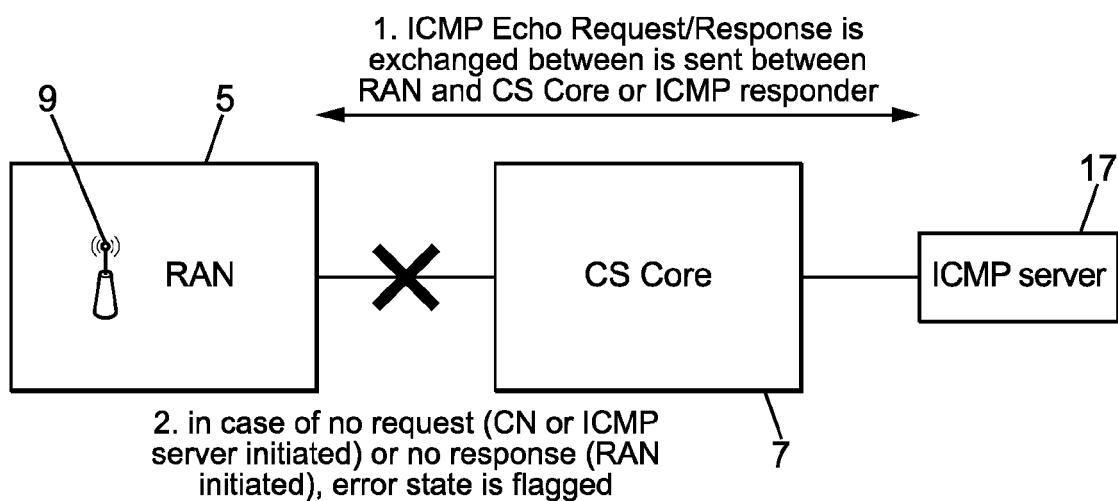 1. ICMP Echo Request/Response is
exchanged between is sent between
RAN and CS Core or ICMP responder
9
5
17
RAN
CS Core
ICMP server
2. in case of no request (CN or ICMP
server initiated) or no response (RAN
initiated), error state is flagged
7